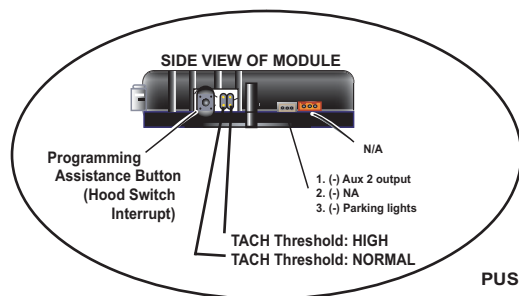 SIDE VIEW OF MODULE
N/A
Programming
Assistance Button
(Hood Switch
Interrupt)
1. (-) Aux 2 output
2. (-) NA
3. (-) Parking lights
TACH Threshold: HIGH
TACH Threshold: NORMAL
PUS